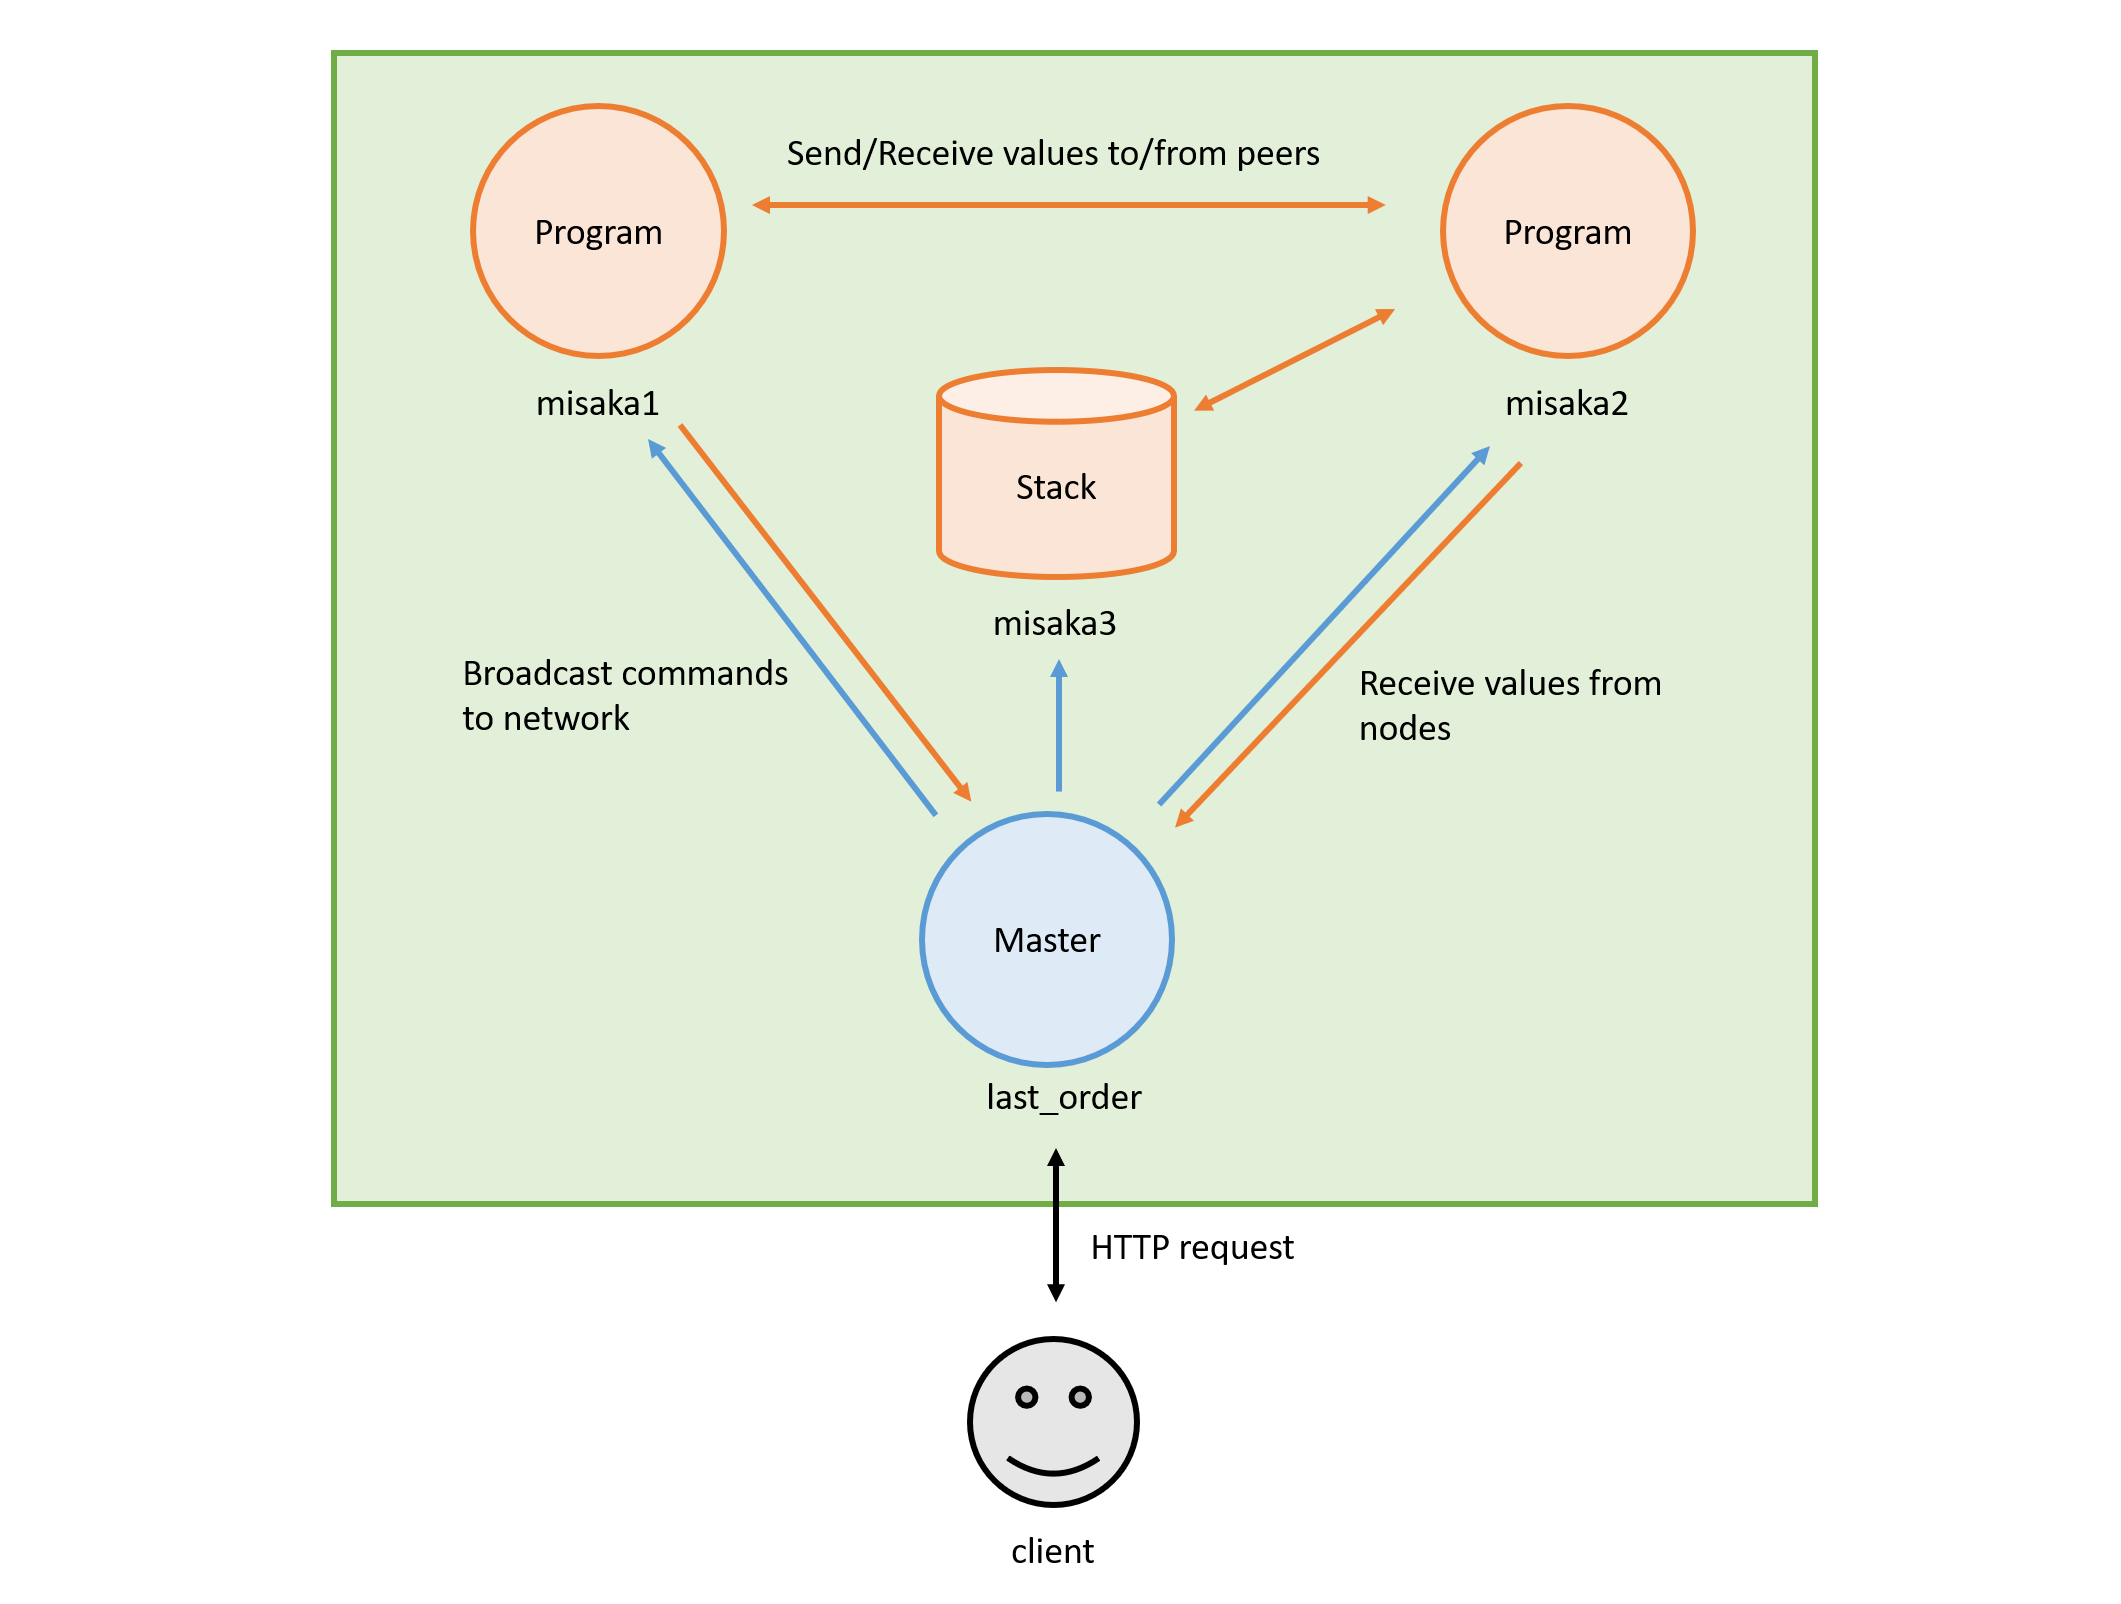 Send/Receive values to/from peers
Program
Program
misaka1
misaka2
Stack
misaka3
Broadcast commands
to network
Receive values from
nodes
Master
last_order
HTTP request
client